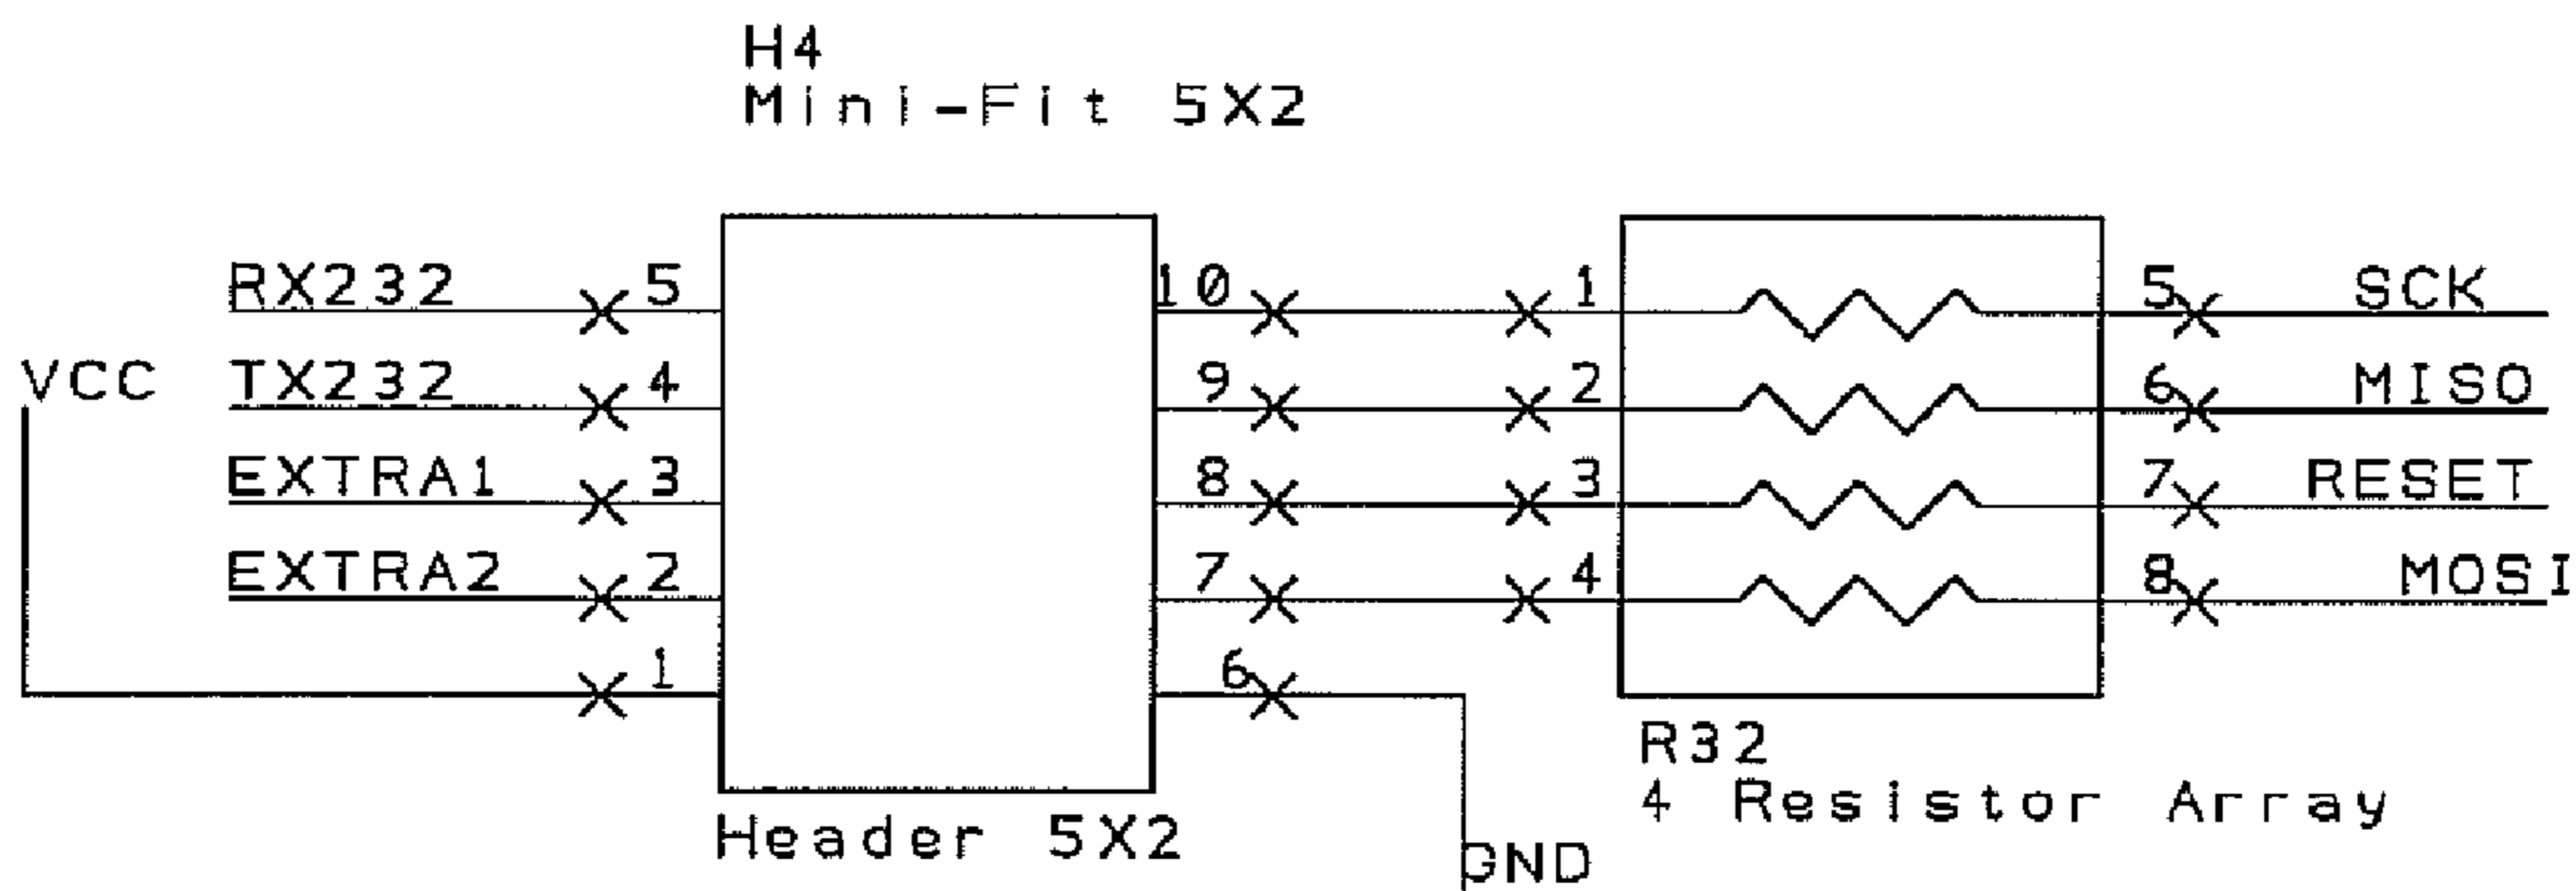 H4
Mini-Fit 5X2
RX232 5 10 1 5 SCK
VCC TX232 4 9 2 6 MISO
EXTRA1 3 8 3 7 RESET
EXTRA2 2 7 4 8 MOSI
1 6
R32
4 Resistor Array
Header 5X2
GND